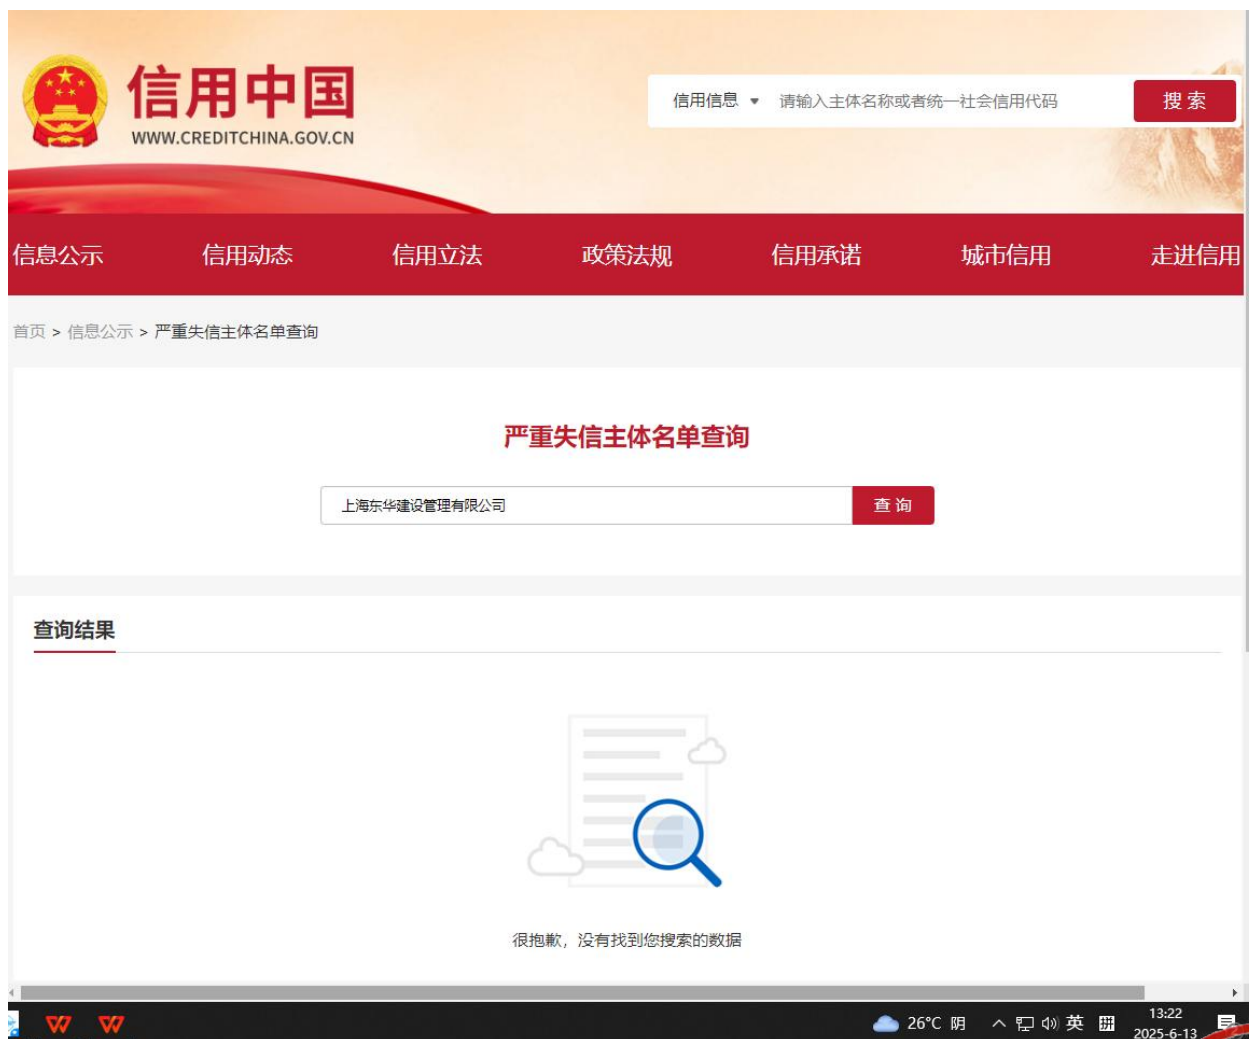 信用中国
WWW.CREDITCHINA.GOV.CN
信用信息 请输入主体名称或者统一社会信用代码 搜索
信息公示 信用动态 信用立法 政策法规 信用承诺 城市信用 走进信用
首页 > 信息公示 > 严重失信主体名单查询
严重失信主体名单查询
上海东华建设管理有限公司 查询
查询结果
很抱歉，没有找到您搜索的数据
26°C 阴 英 拼 13:22
2025-6-13